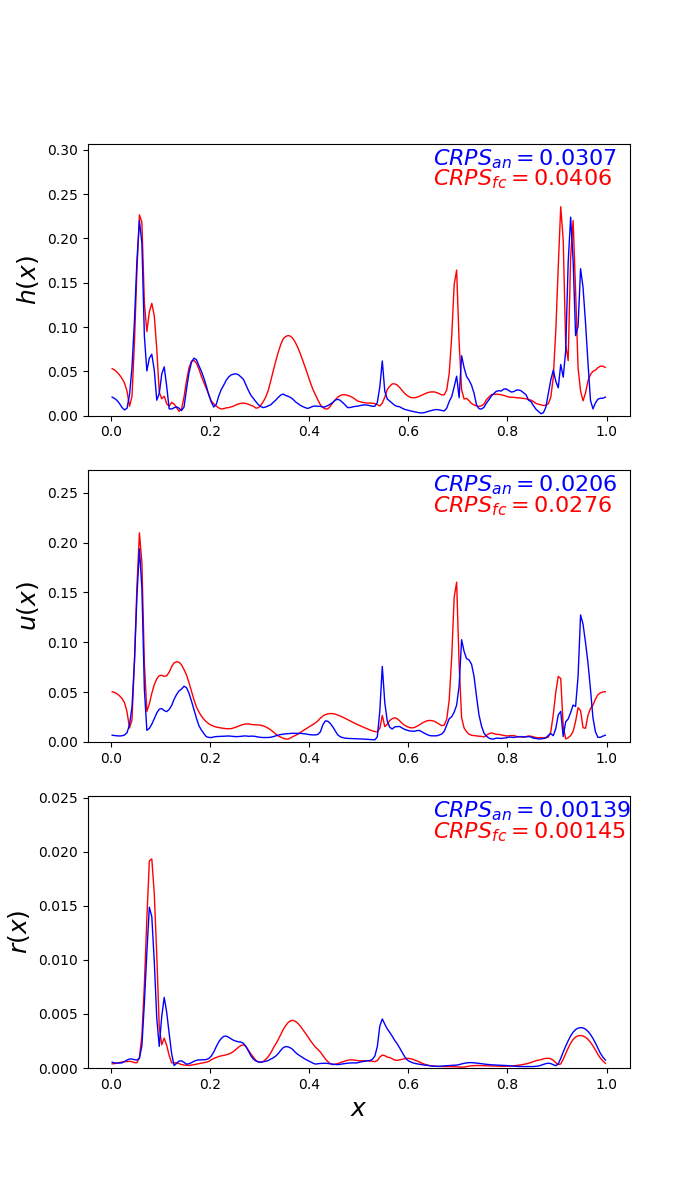 CRPS_an = 0.0307
CRPS_fc = 0.0406
0.30
0.25
0.20
0.15
0.10
0.05
0.00
h(x)
0.0 0.2 0.4 0.6 0.8 1.0
CRPS_an = 0.0206
CRPS_fc = 0.0276
0.25
0.20
0.15
0.10
0.05
0.00
u(x)
0.0 0.2 0.4 0.6 0.8 1.0
CRPS_an = 0.00139
CRPS_fc = 0.00145
0.025
0.020
0.015
0.010
0.005
0.000
r(x)
0.0 0.2 0.4 0.6 0.8 1.0
x